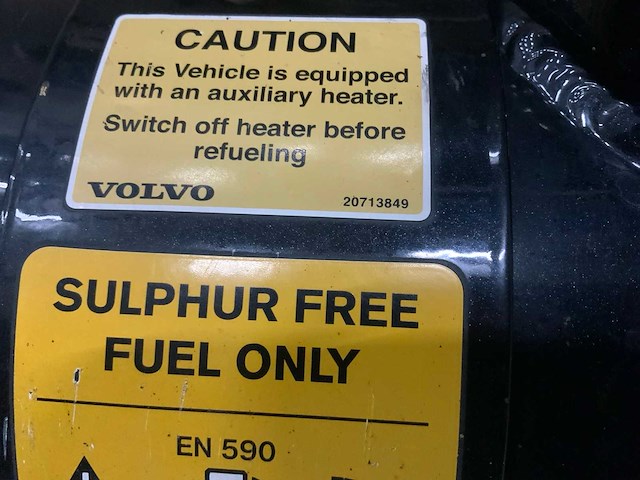 CAUTION
This Vehicle is equipped
with an auxiliary heater.
Switch off heater before
refueling
VOLVO
20713849
SULPHUR FREE
FUEL ONLY
EN 590